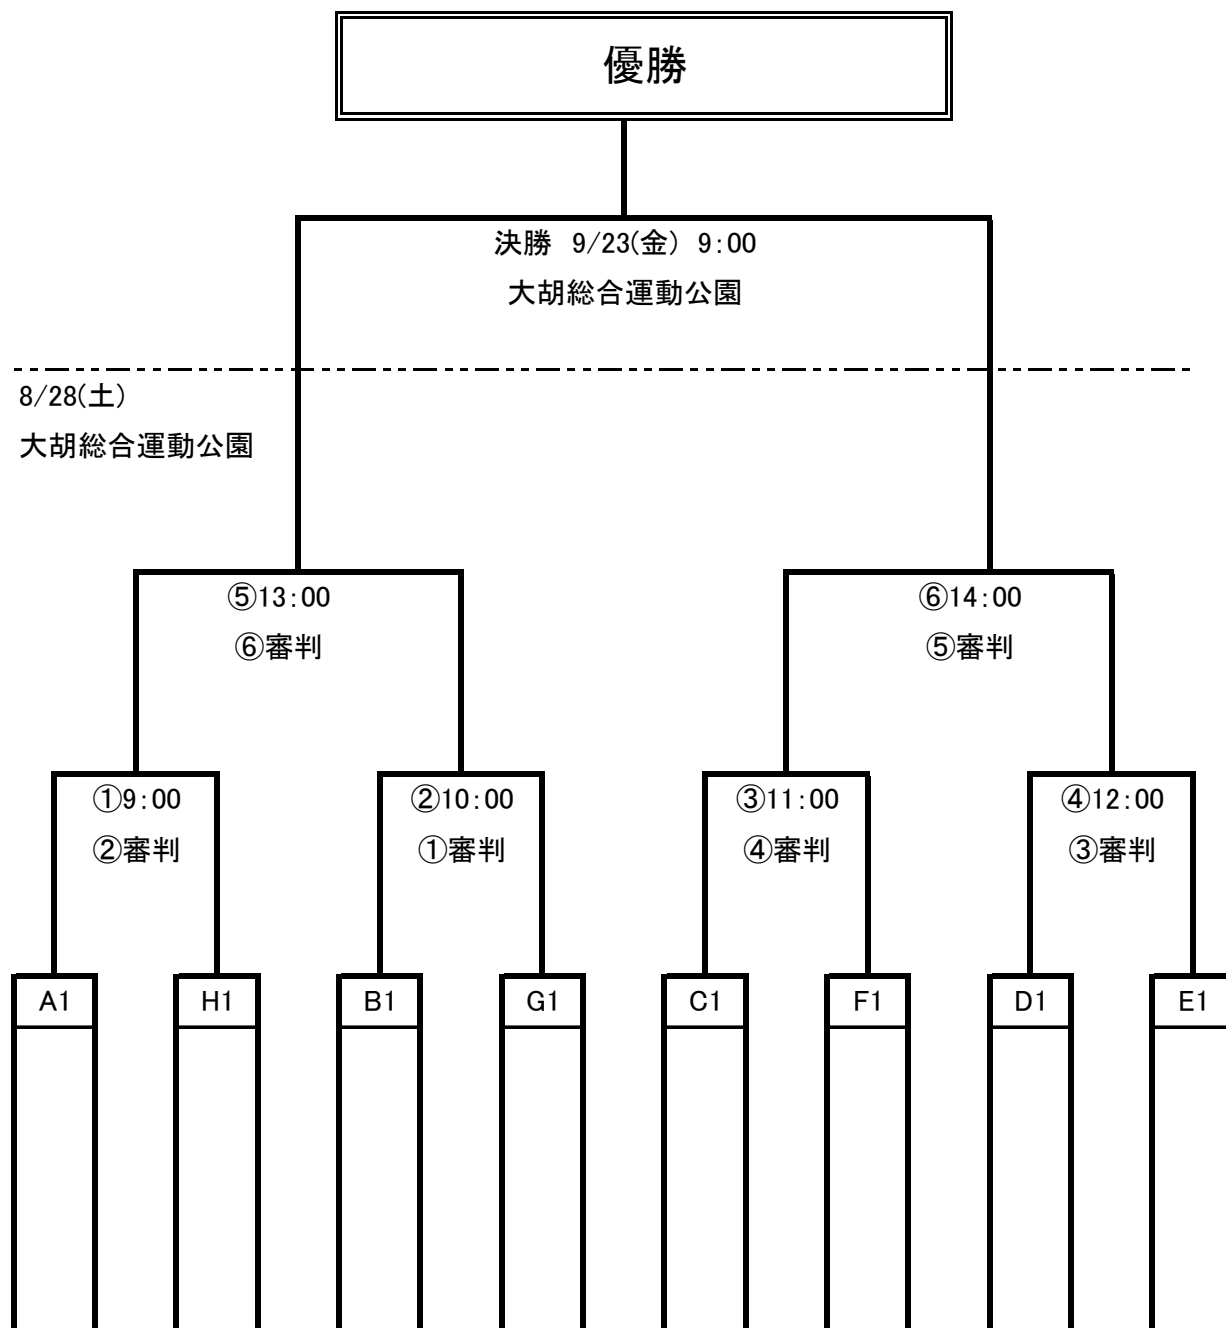 優勝
決勝 9/23(金) 9:00
大胡総合運動公園
8/28(土)
大胡総合運動公園
⑤13:00
⑥14:00
⑥審判
⑤審判
①9:00
②10:00
③11:00
④12:00
②審判
①審判
④審判
③審判
A1
H1
B1
G1
C1
F1
D1
E1